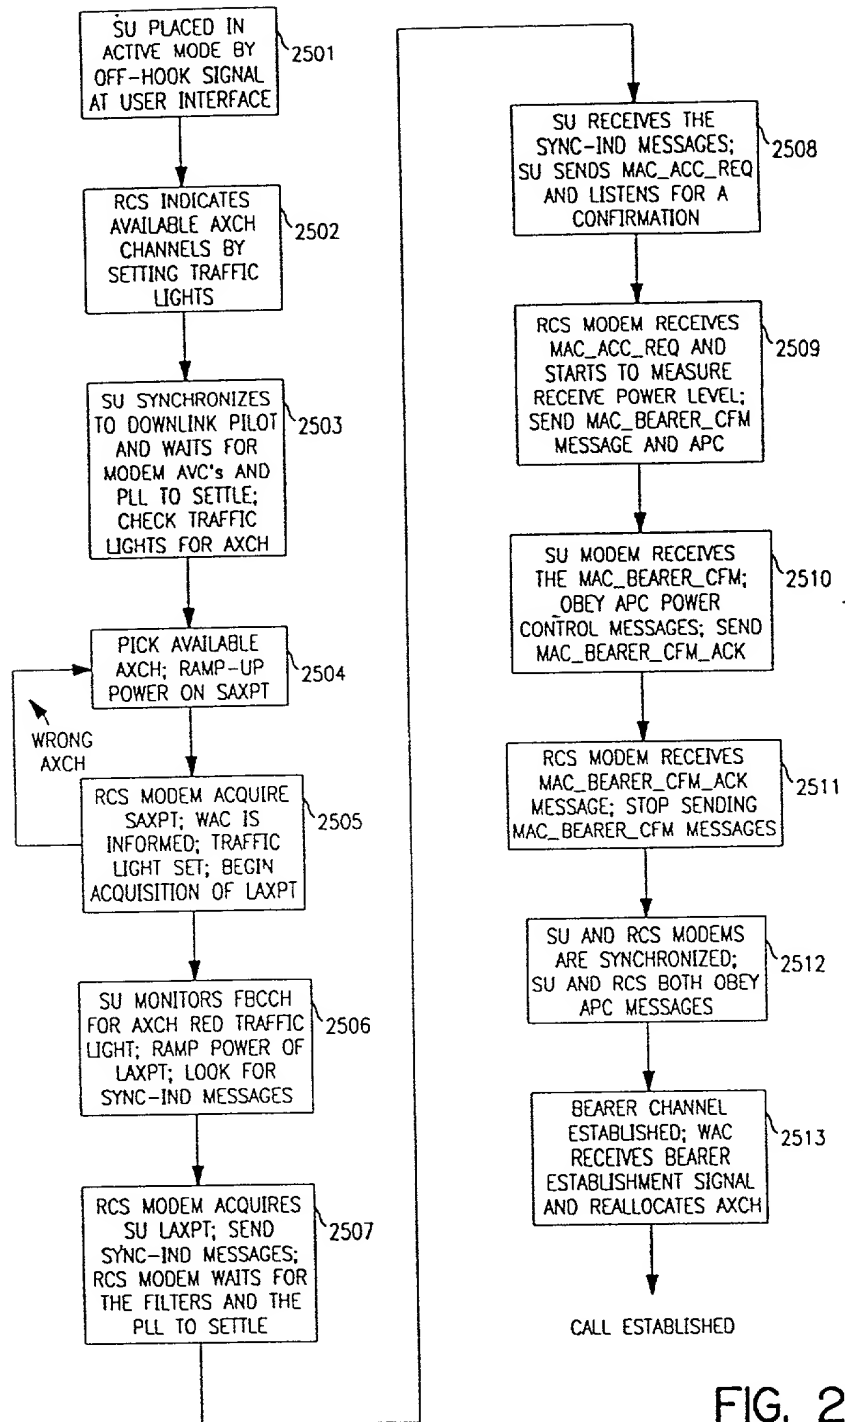 SU PLACED IN
ACTIVE MODE BY
OFF-HOOK SIGNAL
AT USER INTERFACE
2501
RCS INDICATES
AVAILABLE AXCH
CHANNELS BY
SETTING TRAFFIC
LIGHTS
2502
SU SYNCHRONIZES
TO DOWNLINK PILOT
AND WAITS FOR
MODEM AVC's AND
PLL TO SETTLE;
CHECK TRAFFIC
LIGHTS FOR AXCH
2503
PICK AVAILABLE
AXCH; RAMP-UP
POWER ON SAXPT
2504
WRONG
AXCH
RCS MODEM ACQUIRE
SAXPT; WAC IS
INFORMED; TRAFFIC
LIGHT SET; BEGIN
ACQUISITION OF LAXPT
2505
SU MONITORS FBCCH
FOR AXCH RED TRAFFIC
LIGHT; RAMP POWER OF
LAXPT; LOOK FOR
SYNC-IND MESSAGES
2506
RCS MODEM ACQUIRES
SU LAXPT; SEND
SYNC-IND MESSAGES;
RCS MODEM WAITS FOR
THE FILTERS AND THE
PLL TO SETTLE
2507
SU RECEIVES THE
SYNC-IND MESSAGES;
SU SENDS MAC_ACC_REQ
AND LISTENS FOR A
CONFIRMATION
2508
RCS MODEM RECEIVES
MAC_ACC_REQ AND
STARTS TO MEASURE
RECEIVE POWER LEVEL;
SEND MAC_BEARER_CFM
MESSAGE AND APC
2509
SU MODEM RECEIVES
THE MAC_BEARER_CFM;
OBEY APC POWER
CONTROL MESSAGES; SEND
MAC_BEARER_CFM_ACK
2510
RCS MODEM RECEIVES
MAC_BEARER_CFM_ACK
MESSAGE; STOP SENDING
MAC_BEARER_CFM MESSAGES
2511
SU AND RCS MODEMS
ARE SYNCHRONIZED;
SU AND RCS BOTH OBEY
APC MESSAGES
2512
BEARER CHANNEL
ESTABLISHED; WAC
RECEIVES BEARER
ESTABLISHMENT SIGNAL
AND REALLOCATES AXCH
2513
CALL ESTABLISHED
FIG. 2